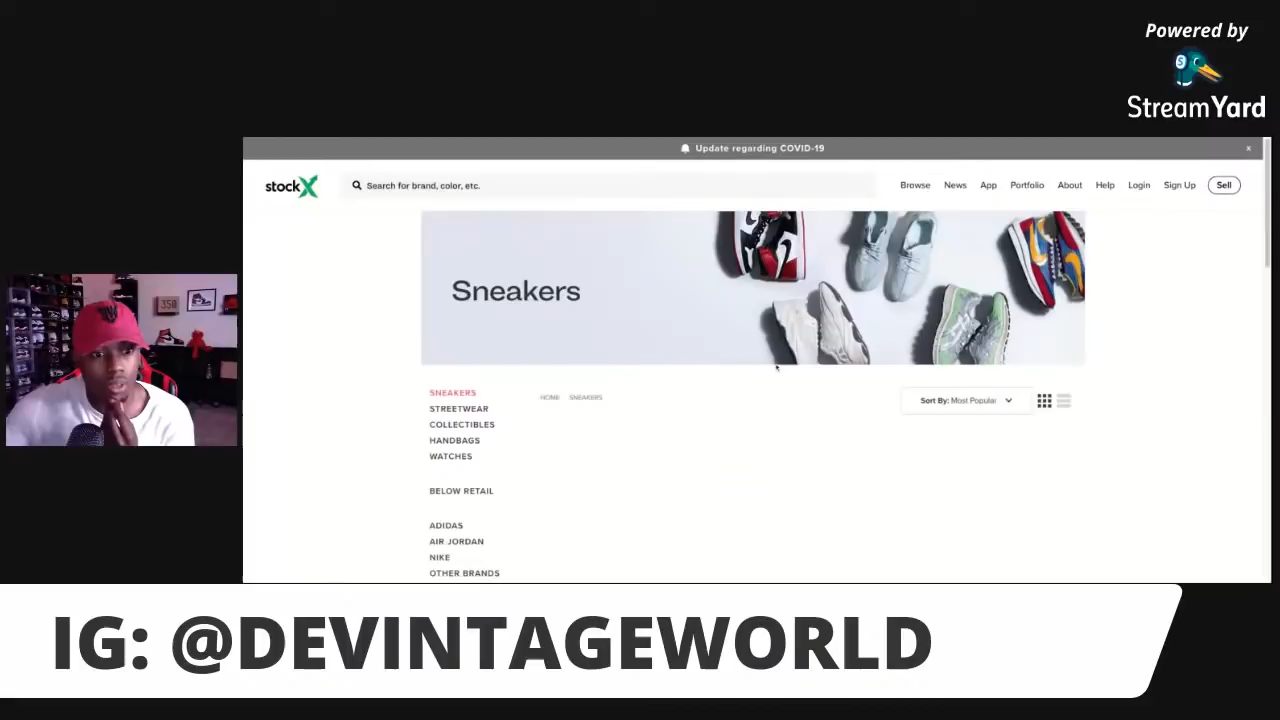 Powered by
StreamYard
Update regarding COVID-19
x
stockX
Search for brand, color, etc.
Browse News App Portfolio About Help Login Sign Up Sell
Sneakers
SNEAKERS
STREETWEAR
COLLECTIBLES
HANDBAGS
WATCHES
BELOW RETAIL
ADIDAS
AIR JORDAN
NIKE
OTHER BRANDS
HOME SNEAKERS
Sort By: Most Popular
350
IG: @DEVINTAGEWORLD